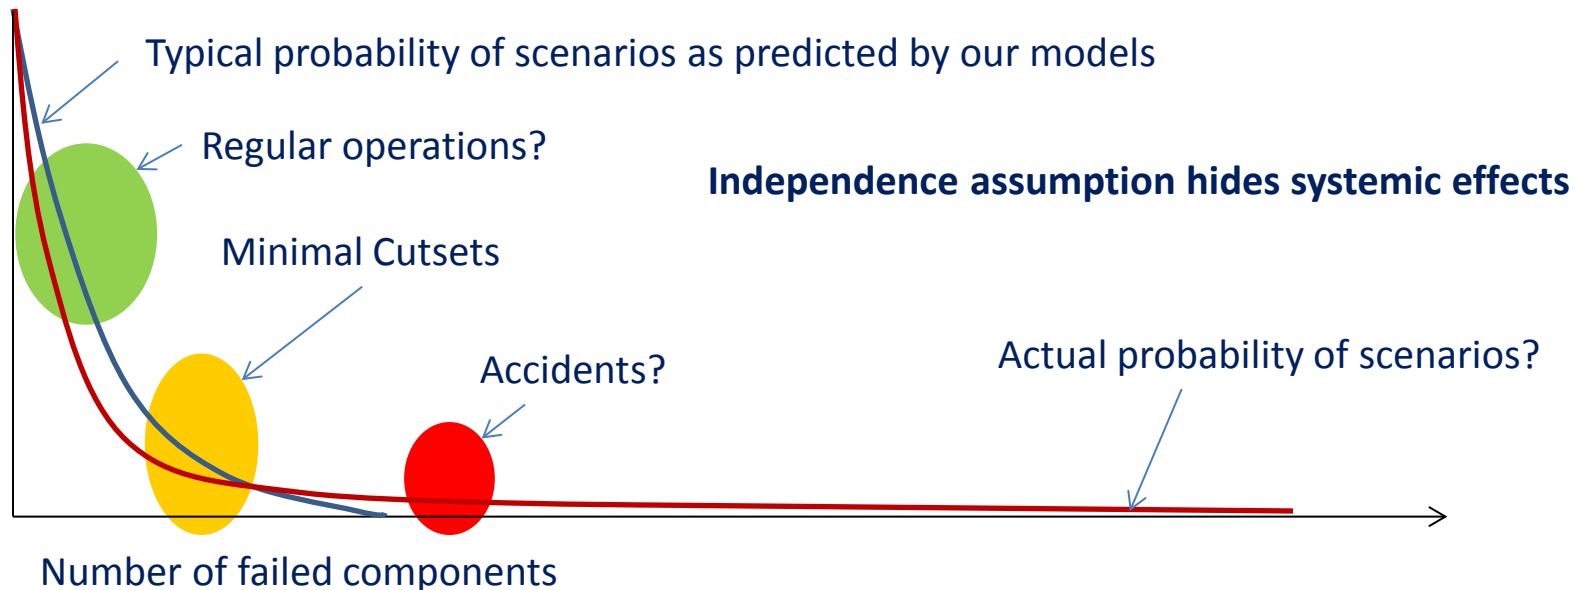 Typical probability of scenarios as predicted by our models
Regular operations?
Independence assumption hides systemic effects
Minimal Cutsets
Accidents?
Actual probability of scenarios?
Number of failed components